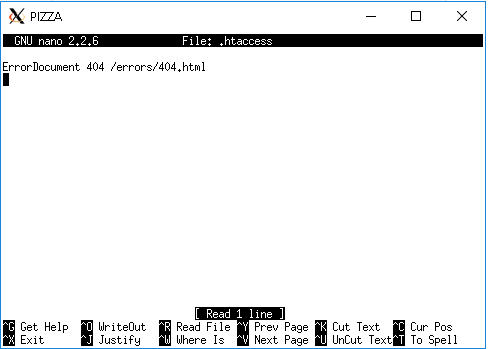 PIZZA
GNU nano 2.2.6 File: .htaccess
ErrorDocument 404 /errors/404.html
[ Read 1 line ]
^G Get Help ^O WriteOut ^R Read File ^Y Prev Page ^K Cut Text ^C Cur Pos
^X Exit ^J Justify ^W Where Is ^V Next Page ^U UnCut Text ^T To Spell